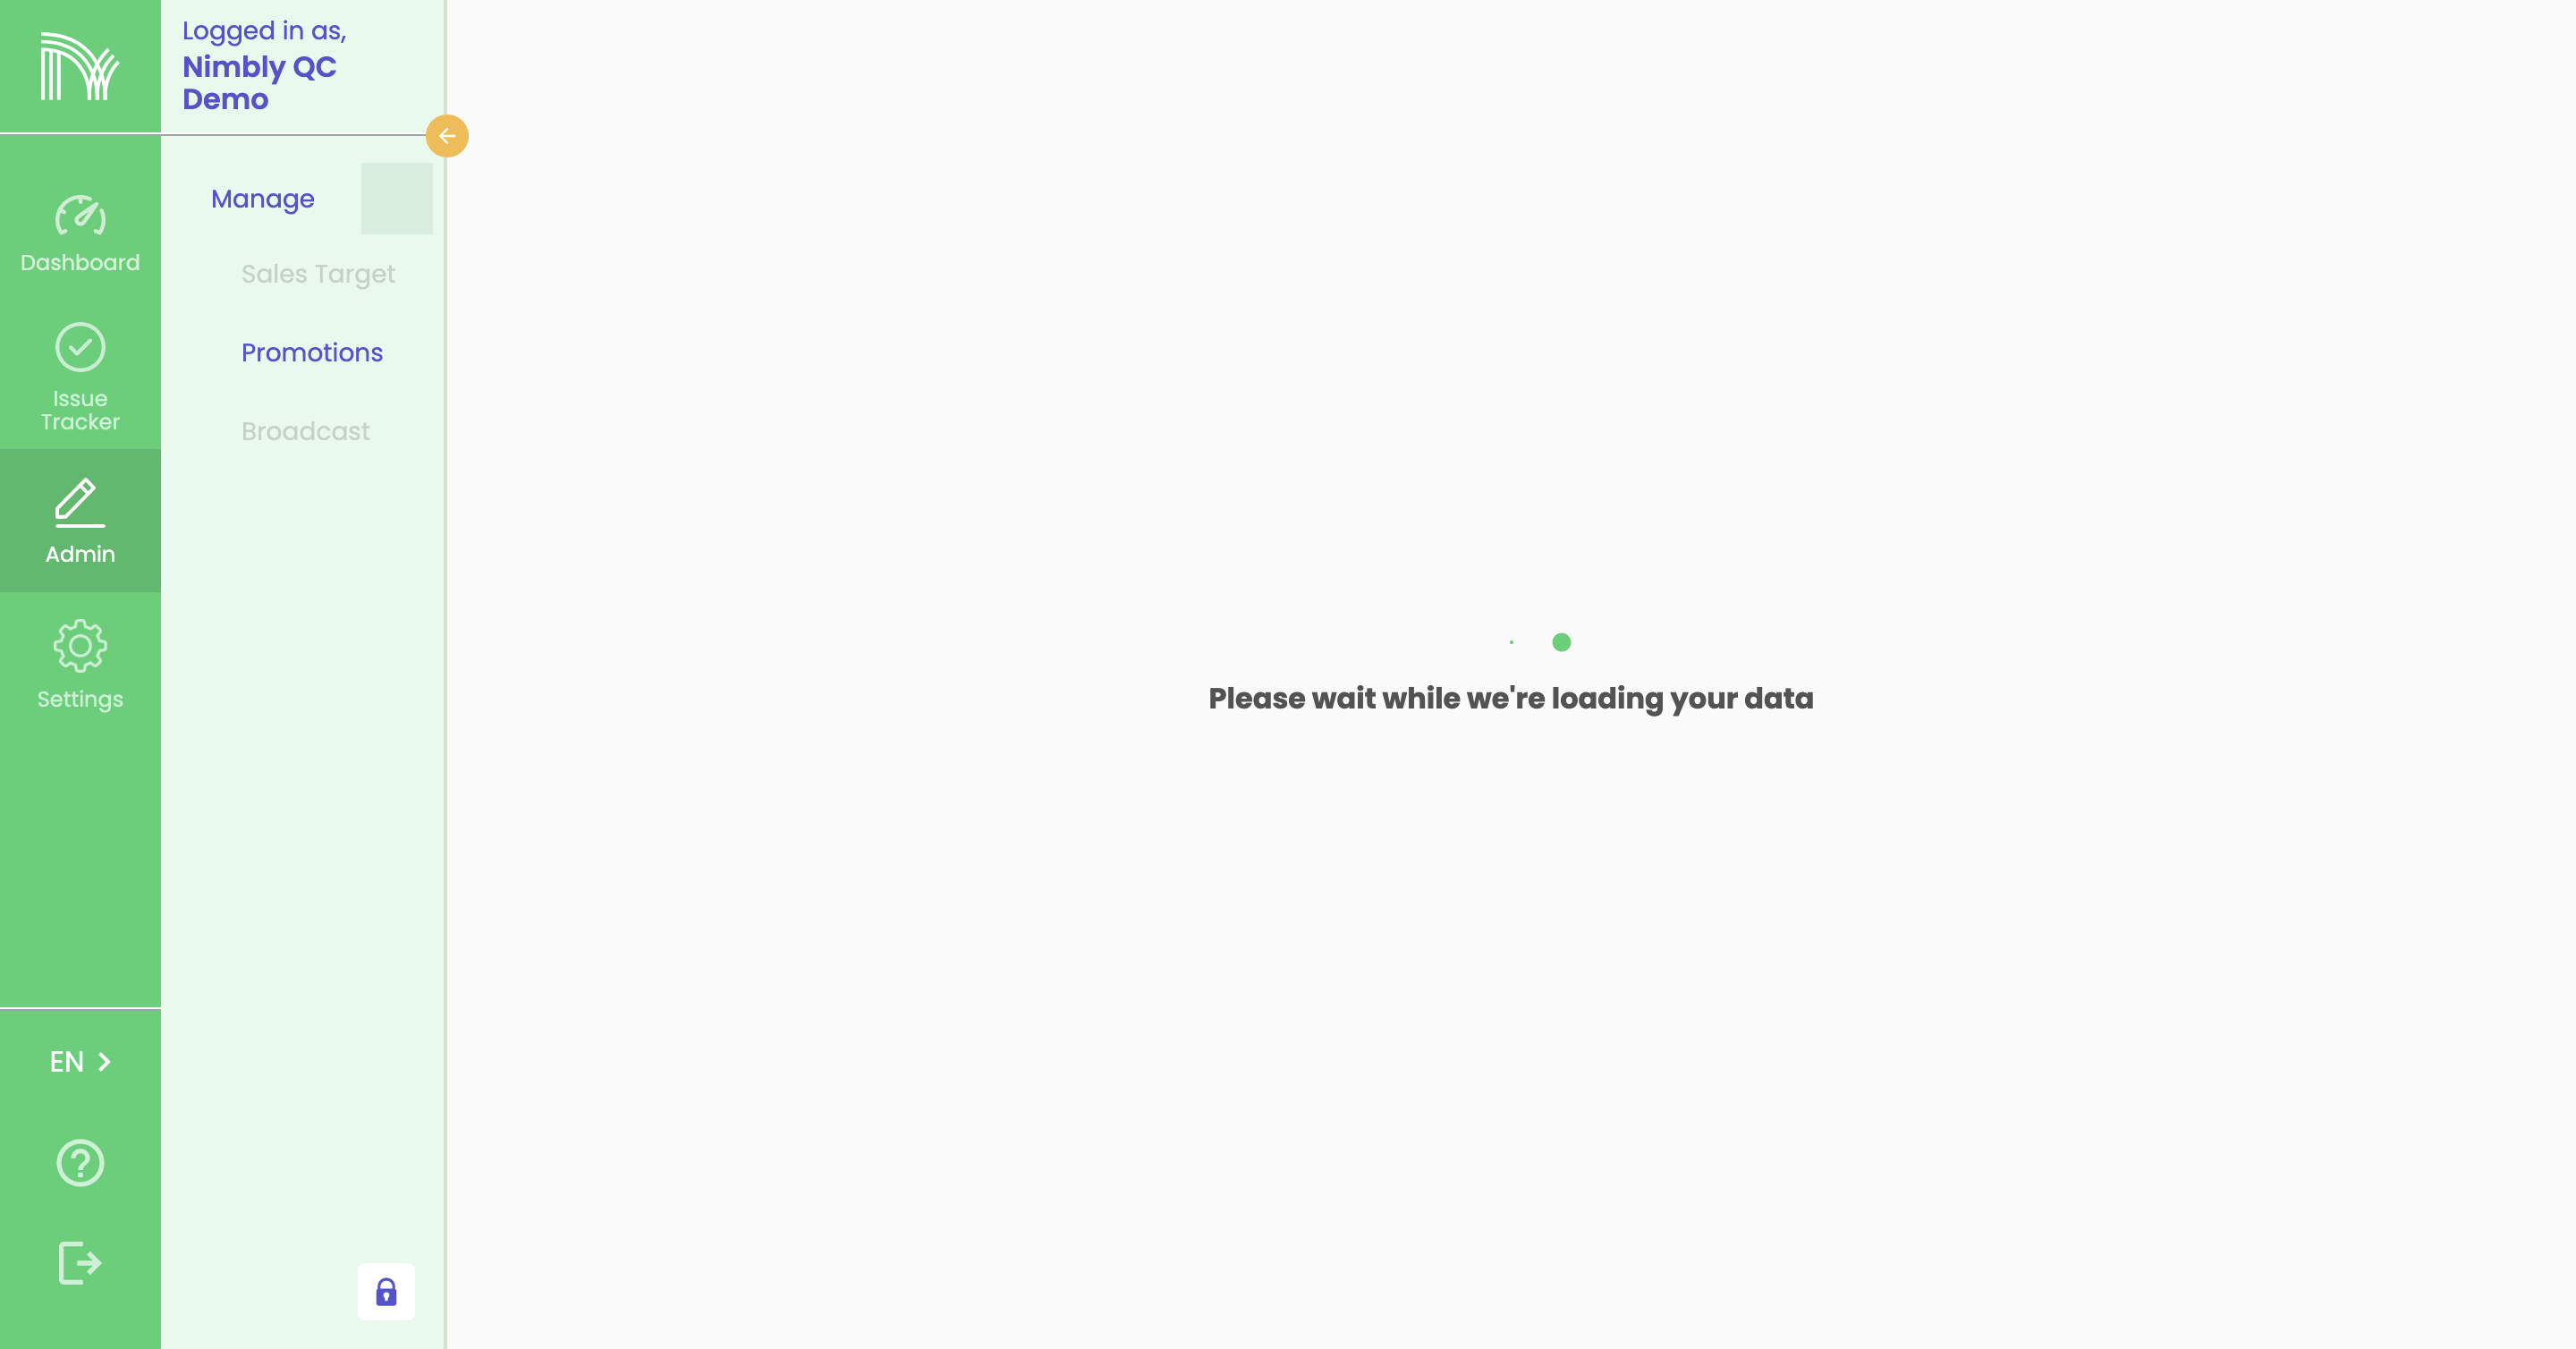 Logged in as,
Nimbly QC
Demo
Dashboard
Issue
Tracker
Admin
Settings
EN
Manage
Sales Target
Promotions
Broadcast
Please wait while we're loading your data